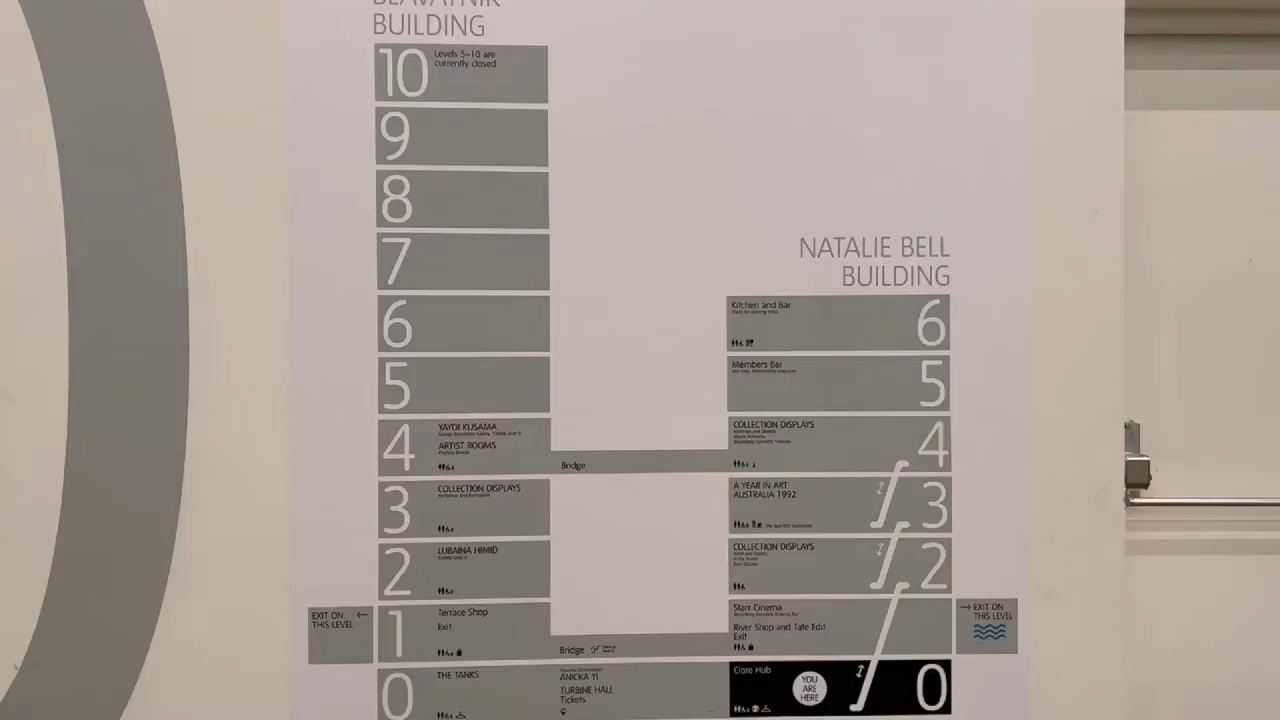 BLAVATNIK
BUILDING
10
Levels 5–10 are
currently closed
9
8
7
6
5
4
YAYOI KUSAMA
ARTIST ROOMS
3
COLLECTION DISPLAYS
2
LUBAINA HIMID
EXIT ON ←
THIS LEVEL
1
Terrace Shop
Exit
0
THE TANKS
Bridge
Bridge
ANICKA YI
TURBINE HALL
Tickets
NATALIE BELL
BUILDING
Kitchen and Bar
6
Members Bar
5
COLLECTION DISPLAYS
4
A YEAR IN ART:
AUSTRALIA 1992
3
COLLECTION DISPLAYS
2
Starr Cinema
River Shop and Tate Edit
Exit
→ EXIT ON
THIS LEVEL
Clore Hub
YOU
ARE
HERE
0